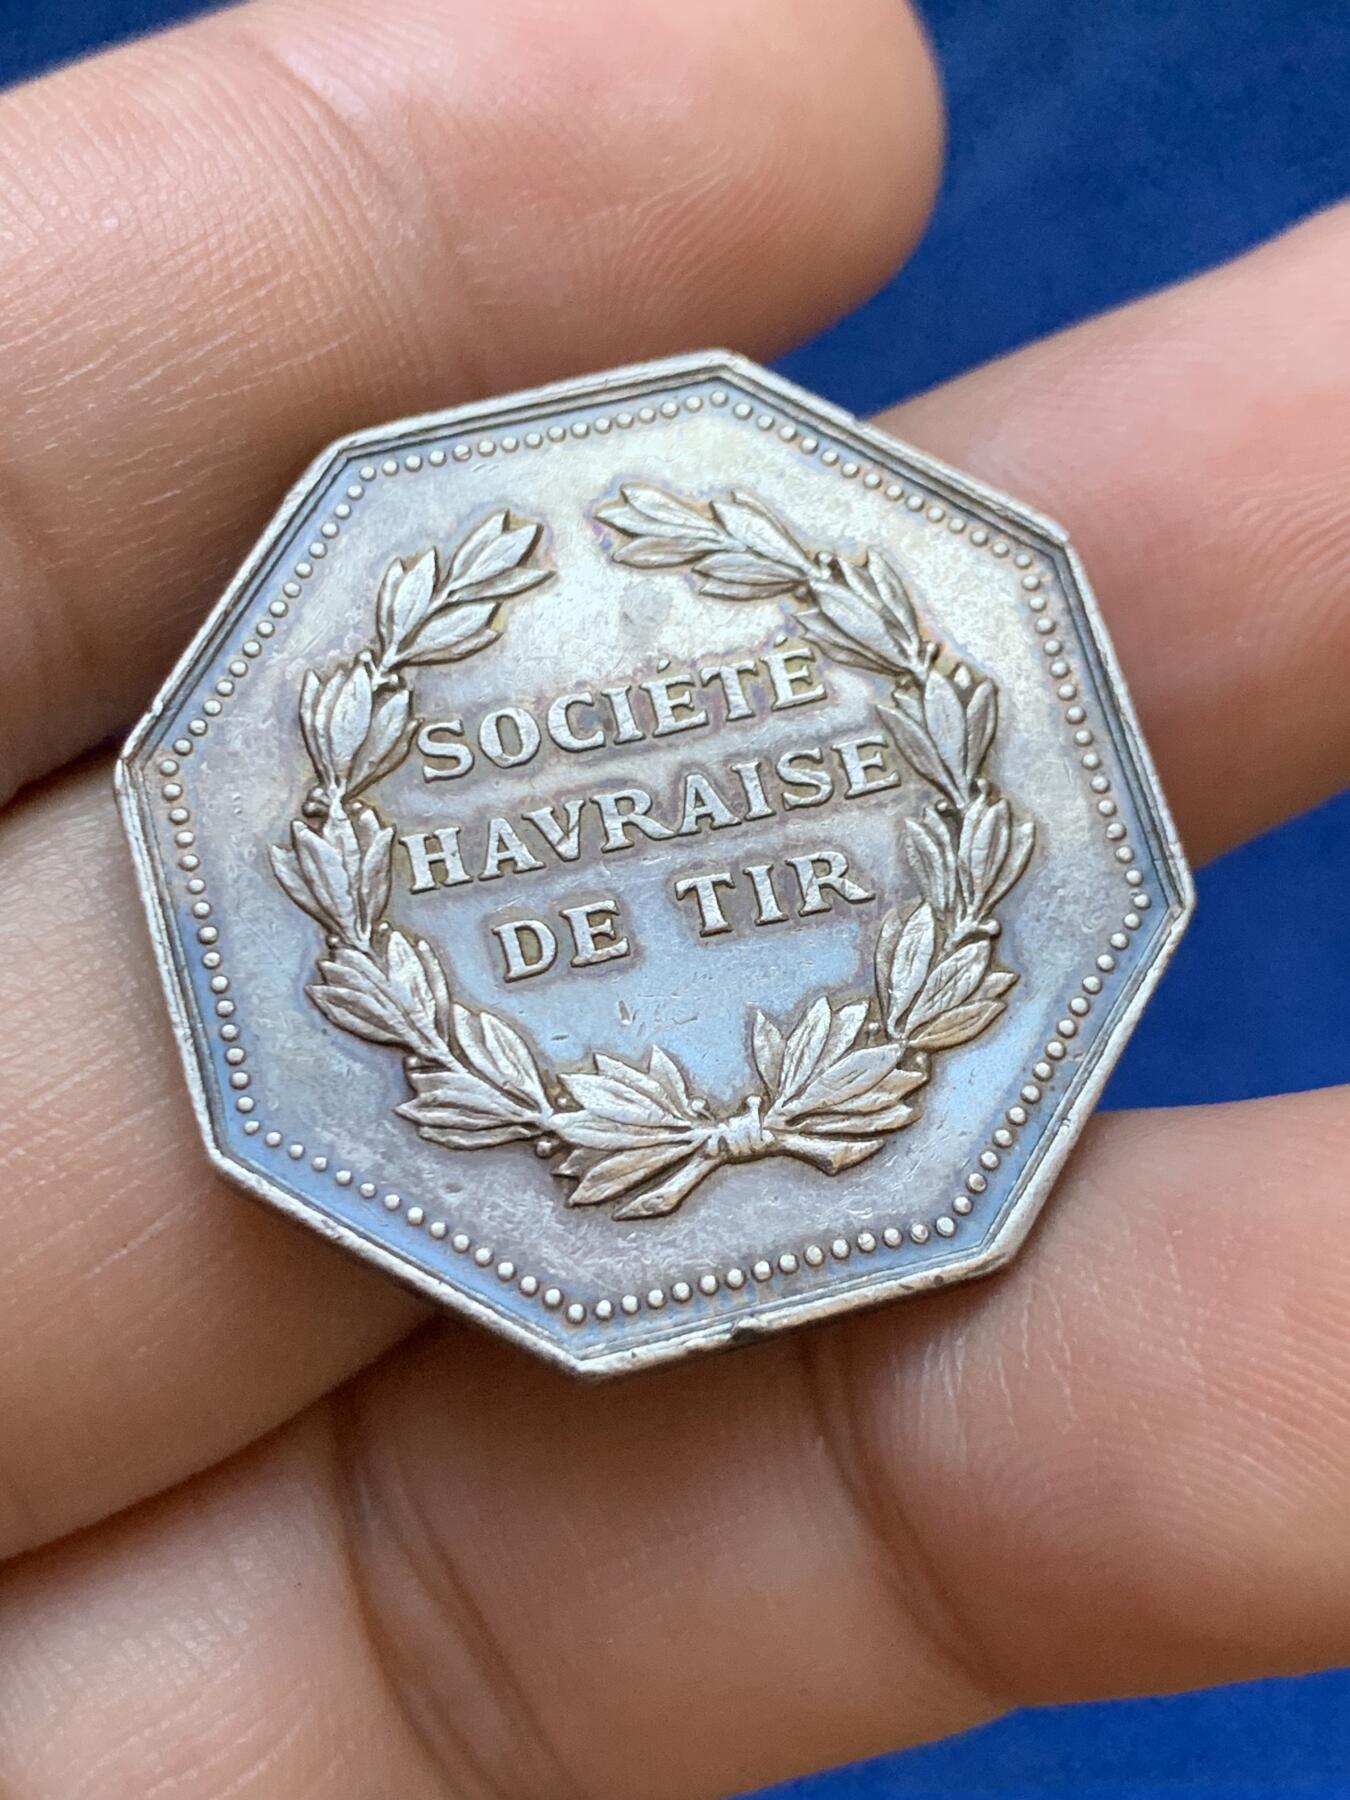 SOCIÉTÉ
HAVRAISE
DE TIR